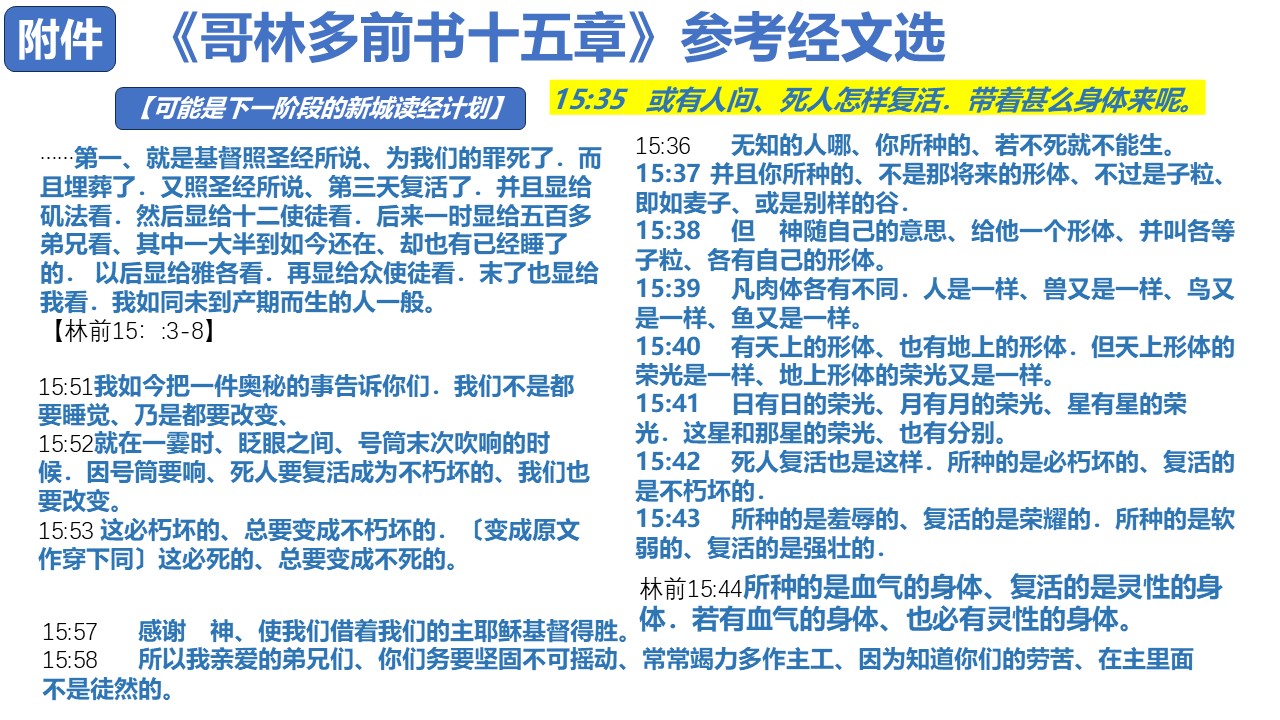 附件
《哥林多前书十五章》参考经文选
【可能是下一阶段的新城读经计划】
15:35 或有人问、死人怎样复活．带着甚么身体来呢。
……第一、就是基督照圣经所说、为我们的罪死了．而
且埋葬了．又照圣经所说、第三天复活了．并且显给
矶法看．然后显给十二使徒看．后来一时显给五百多
弟兄看、其中一大半到如今还在、却也有已经睡了
的． 以后显给雅各看．再显给众使徒看．末了也显给
我看．我如同未到产期而生的人一般。
【林前15：:3-8】
15:51我如今把一件奥秘的事告诉你们．我们不是都
要睡觉、乃是都要改变、
15:52就在一霎时、眨眼之间、号筒末次吹响的时
候．因号筒要响、死人要复活成为不朽坏的、我们也
要改变。
15:53 这必朽坏的、总要变成不朽坏的．〔变成原文
作穿下同〕这必死的、总要变成不死的。
15:36 无知的人哪、你所种的、若不死就不能生。
15:37 并且你所种的、不是那将来的形体、不过是子粒、
即如麦子、或是别样的谷．
15:38 但 神随自己的意思、给他一个形体、并叫各等
子粒、各有自己的形体。
15:39 凡肉体各有不同．人是一样、兽又是一样、鸟又
是一样、鱼又是一样。
15:40 有天上的形体、也有地上的形体．但天上形体的
荣光是一样、地上形体的荣光又是一样。
15:41 日有日的荣光、月有月的荣光、星有星的荣
光．这星和那星的荣光、也有分别。
15:42 死人复活也是这样．所种的是必朽坏的、复活的
是不朽坏的．
15:43 所种的是羞辱的、复活的是荣耀的．所种的是软
弱的、复活的是强壮的．
林前15:44所种的是血气的身体、复活的是灵性的身
体．若有血气的身体、也必有灵性的身体。
15:57 感谢 神、使我们借着我们的主耶稣基督得胜。
15:58 所以我亲爱的弟兄们、你们务要坚固不可摇动、常常竭力多作主工、因为知道你们的劳苦、在主里面
不是徒然的。